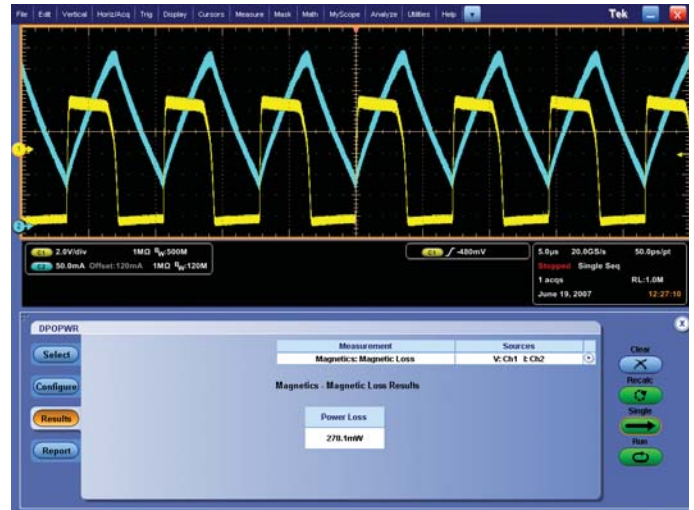 File Edit Vertical Horiz/Acq Trig Display Cursors Measure Mask Math MyScope Analyze Utilities Help Tek X
1
2
C1 2.0V/div 1MΩ BW:500M
C2 50.0mA Offset:120mA 1MΩ BW:120M
C1 -480mV
5.0µs 20.0GS/s 50.0ps/pt
Stopped Single Seq
1 acqs RL:1.0M
June 19, 2007 12:27:10
DPOPWR
X
Select
Configure
Results
Report
Measurement Sources
Magnetics: Magnetic Loss V: Ch1 I: Ch2
Magnetics - Magnetic Loss Results
Power Loss
270.1mW
Clear
Recalc
Single
Run